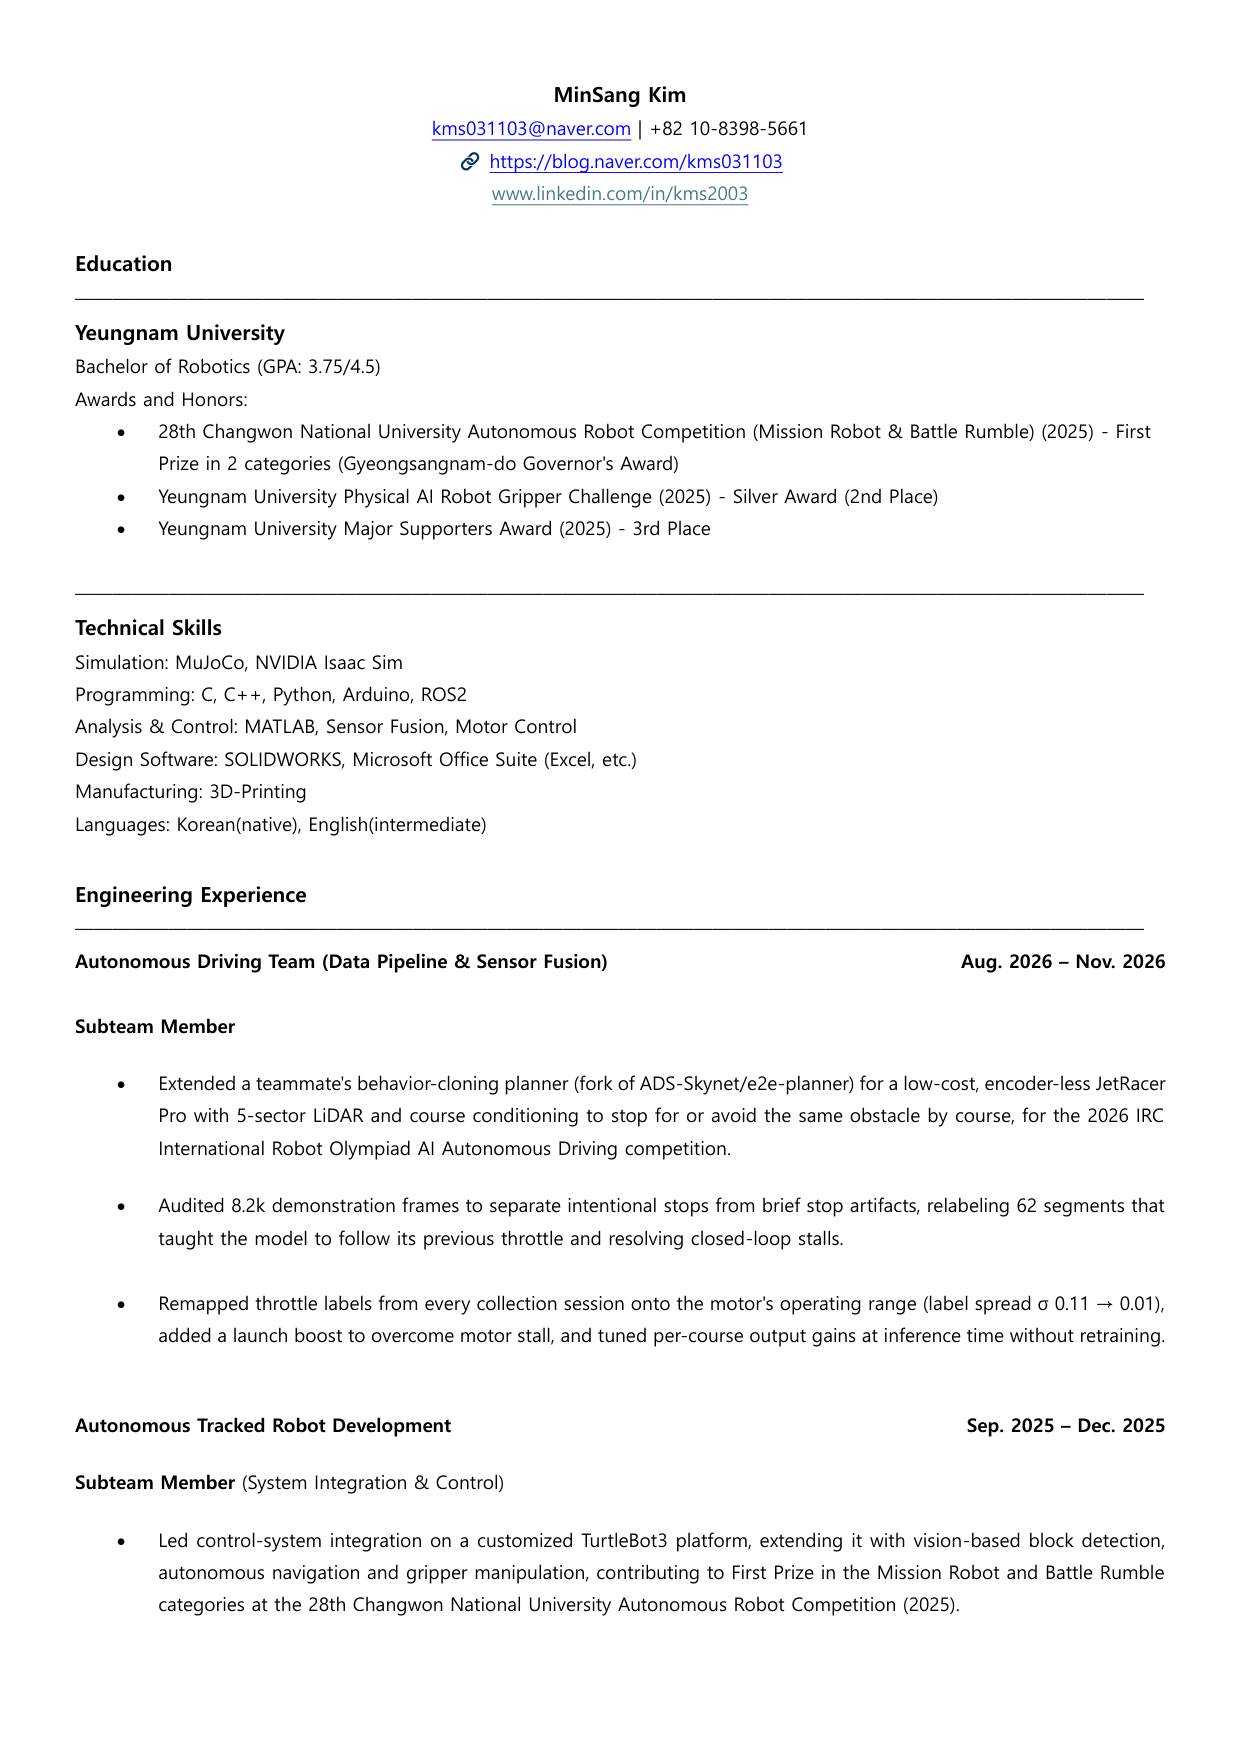 MinSang Kim
kms031103@naver.com | +82 10-8398-5661
https://blog.naver.com/kms031103
www.linkedin.com/in/kms2003
Education
Yeungnam University
Bachelor of Robotics (GPA: 3.75/4.5)
Awards and Honors:
• 28th Changwon National University Autonomous Robot Competition (Mission Robot & Battle Rumble) (2025) - First
Prize in 2 categories (Gyeongsangnam-do Governor's Award)
• Yeungnam University Physical AI Robot Gripper Challenge (2025) - Silver Award (2nd Place)
• Yeungnam University Major Supporters Award (2025) - 3rd Place
Technical Skills
Simulation: MuJoCo, NVIDIA Isaac Sim
Programming: C, C++, Python, Arduino, ROS2
Analysis & Control: MATLAB, Sensor Fusion, Motor Control
Design Software: SOLIDWORKS, Microsoft Office Suite (Excel, etc.)
Manufacturing: 3D-Printing
Languages: Korean(native), English(intermediate)
Engineering Experience
Autonomous Driving Team (Data Pipeline & Sensor Fusion) Aug. 2026 – Nov. 2026
Subteam Member
• Extended a teammate's behavior-cloning planner (fork of ADS-Skynet/e2e-planner) for a low-cost, encoder-less JetRacer
Pro with 5-sector LiDAR and course conditioning to stop for or avoid the same obstacle by course, for the 2026 IRC
International Robot Olympiad AI Autonomous Driving competition.
• Audited 8.2k demonstration frames to separate intentional stops from brief stop artifacts, relabeling 62 segments that
taught the model to follow its previous throttle and resolving closed-loop stalls.
• Remapped throttle labels from every collection session onto the motor's operating range (label spread σ 0.11 → 0.01),
added a launch boost to overcome motor stall, and tuned per-course output gains at inference time without retraining.
Autonomous Tracked Robot Development Sep. 2025 – Dec. 2025
Subteam Member (System Integration & Control)
• Led control-system integration on a customized TurtleBot3 platform, extending it with vision-based block detection,
autonomous navigation and gripper manipulation, contributing to First Prize in the Mission Robot and Battle Rumble
categories at the 28th Changwon National University Autonomous Robot Competition (2025).